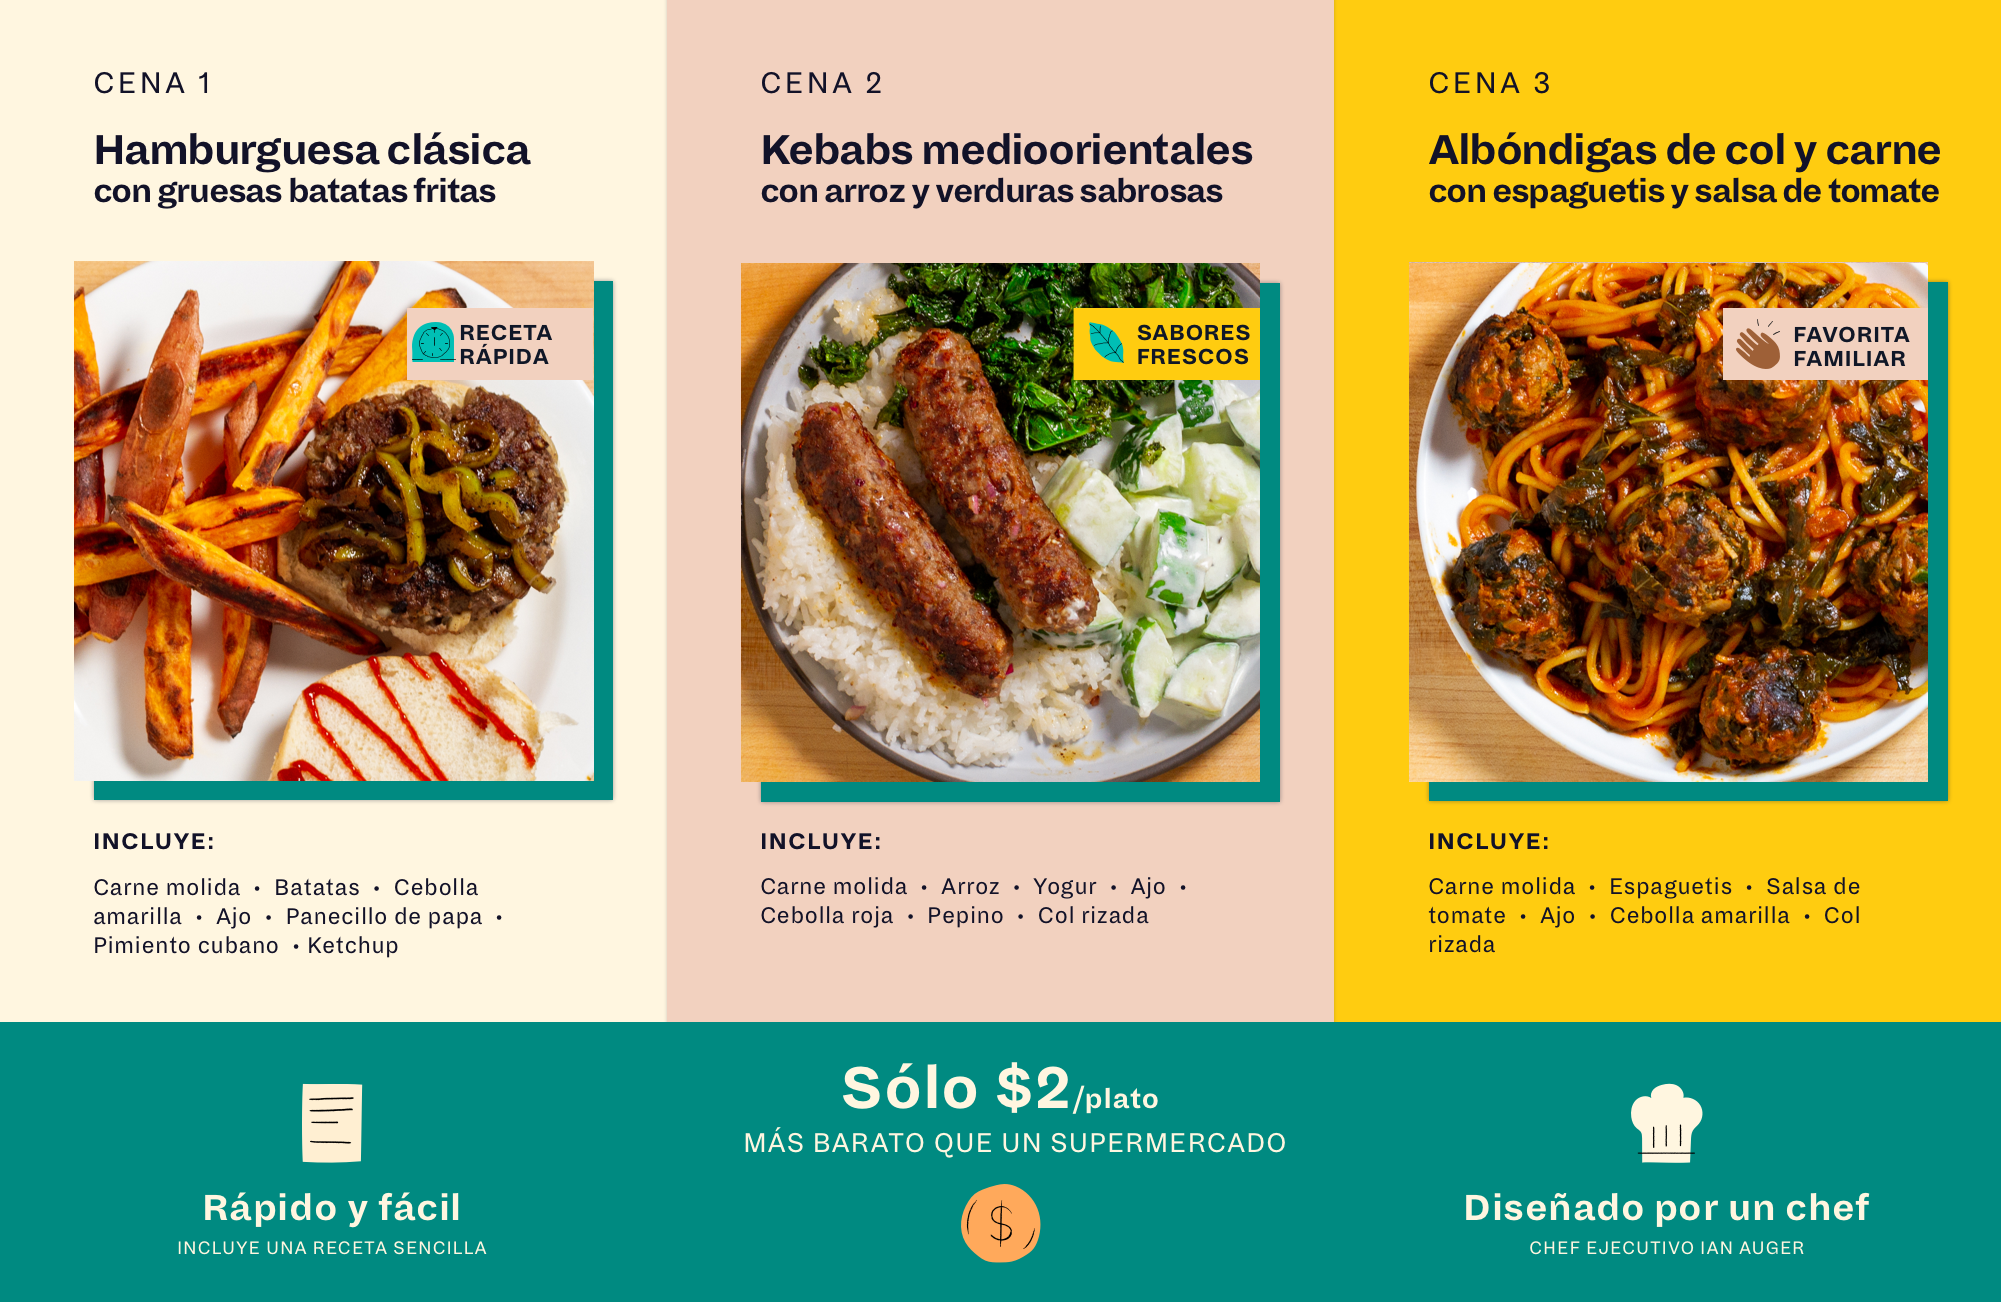 CENA 1
Hamburguesa clásica
con gruesas batatas fritas
RECETA
RÁPIDA
INCLUYE:
Carne molida • Batatas • Cebolla
amarilla • Ajo • Panecillo de papa •
Pimiento cubano • Ketchup
CENA 2
Kebabs medioorientales
con arroz y verduras sabrosas
SABORES
FRESCOS
INCLUYE:
Carne molida • Arroz • Yogur • Ajo •
Cebolla roja • Pepino • Col rizada
CENA 3
Albóndigas de col y carne
con espaguetis y salsa de tomate
FAVORITA
FAMILIAR
INCLUYE:
Carne molida • Espaguetis • Salsa de
tomate • Ajo • Cebolla amarilla • Col
rizada
Rápido y fácil
INCLUYE UNA RECETA SENCILLA
Sólo $2/plato
MÁS BARATO QUE UN SUPERMERCADO
$
Diseñado por un chef
CHEF EJECUTIVO IAN AUGER